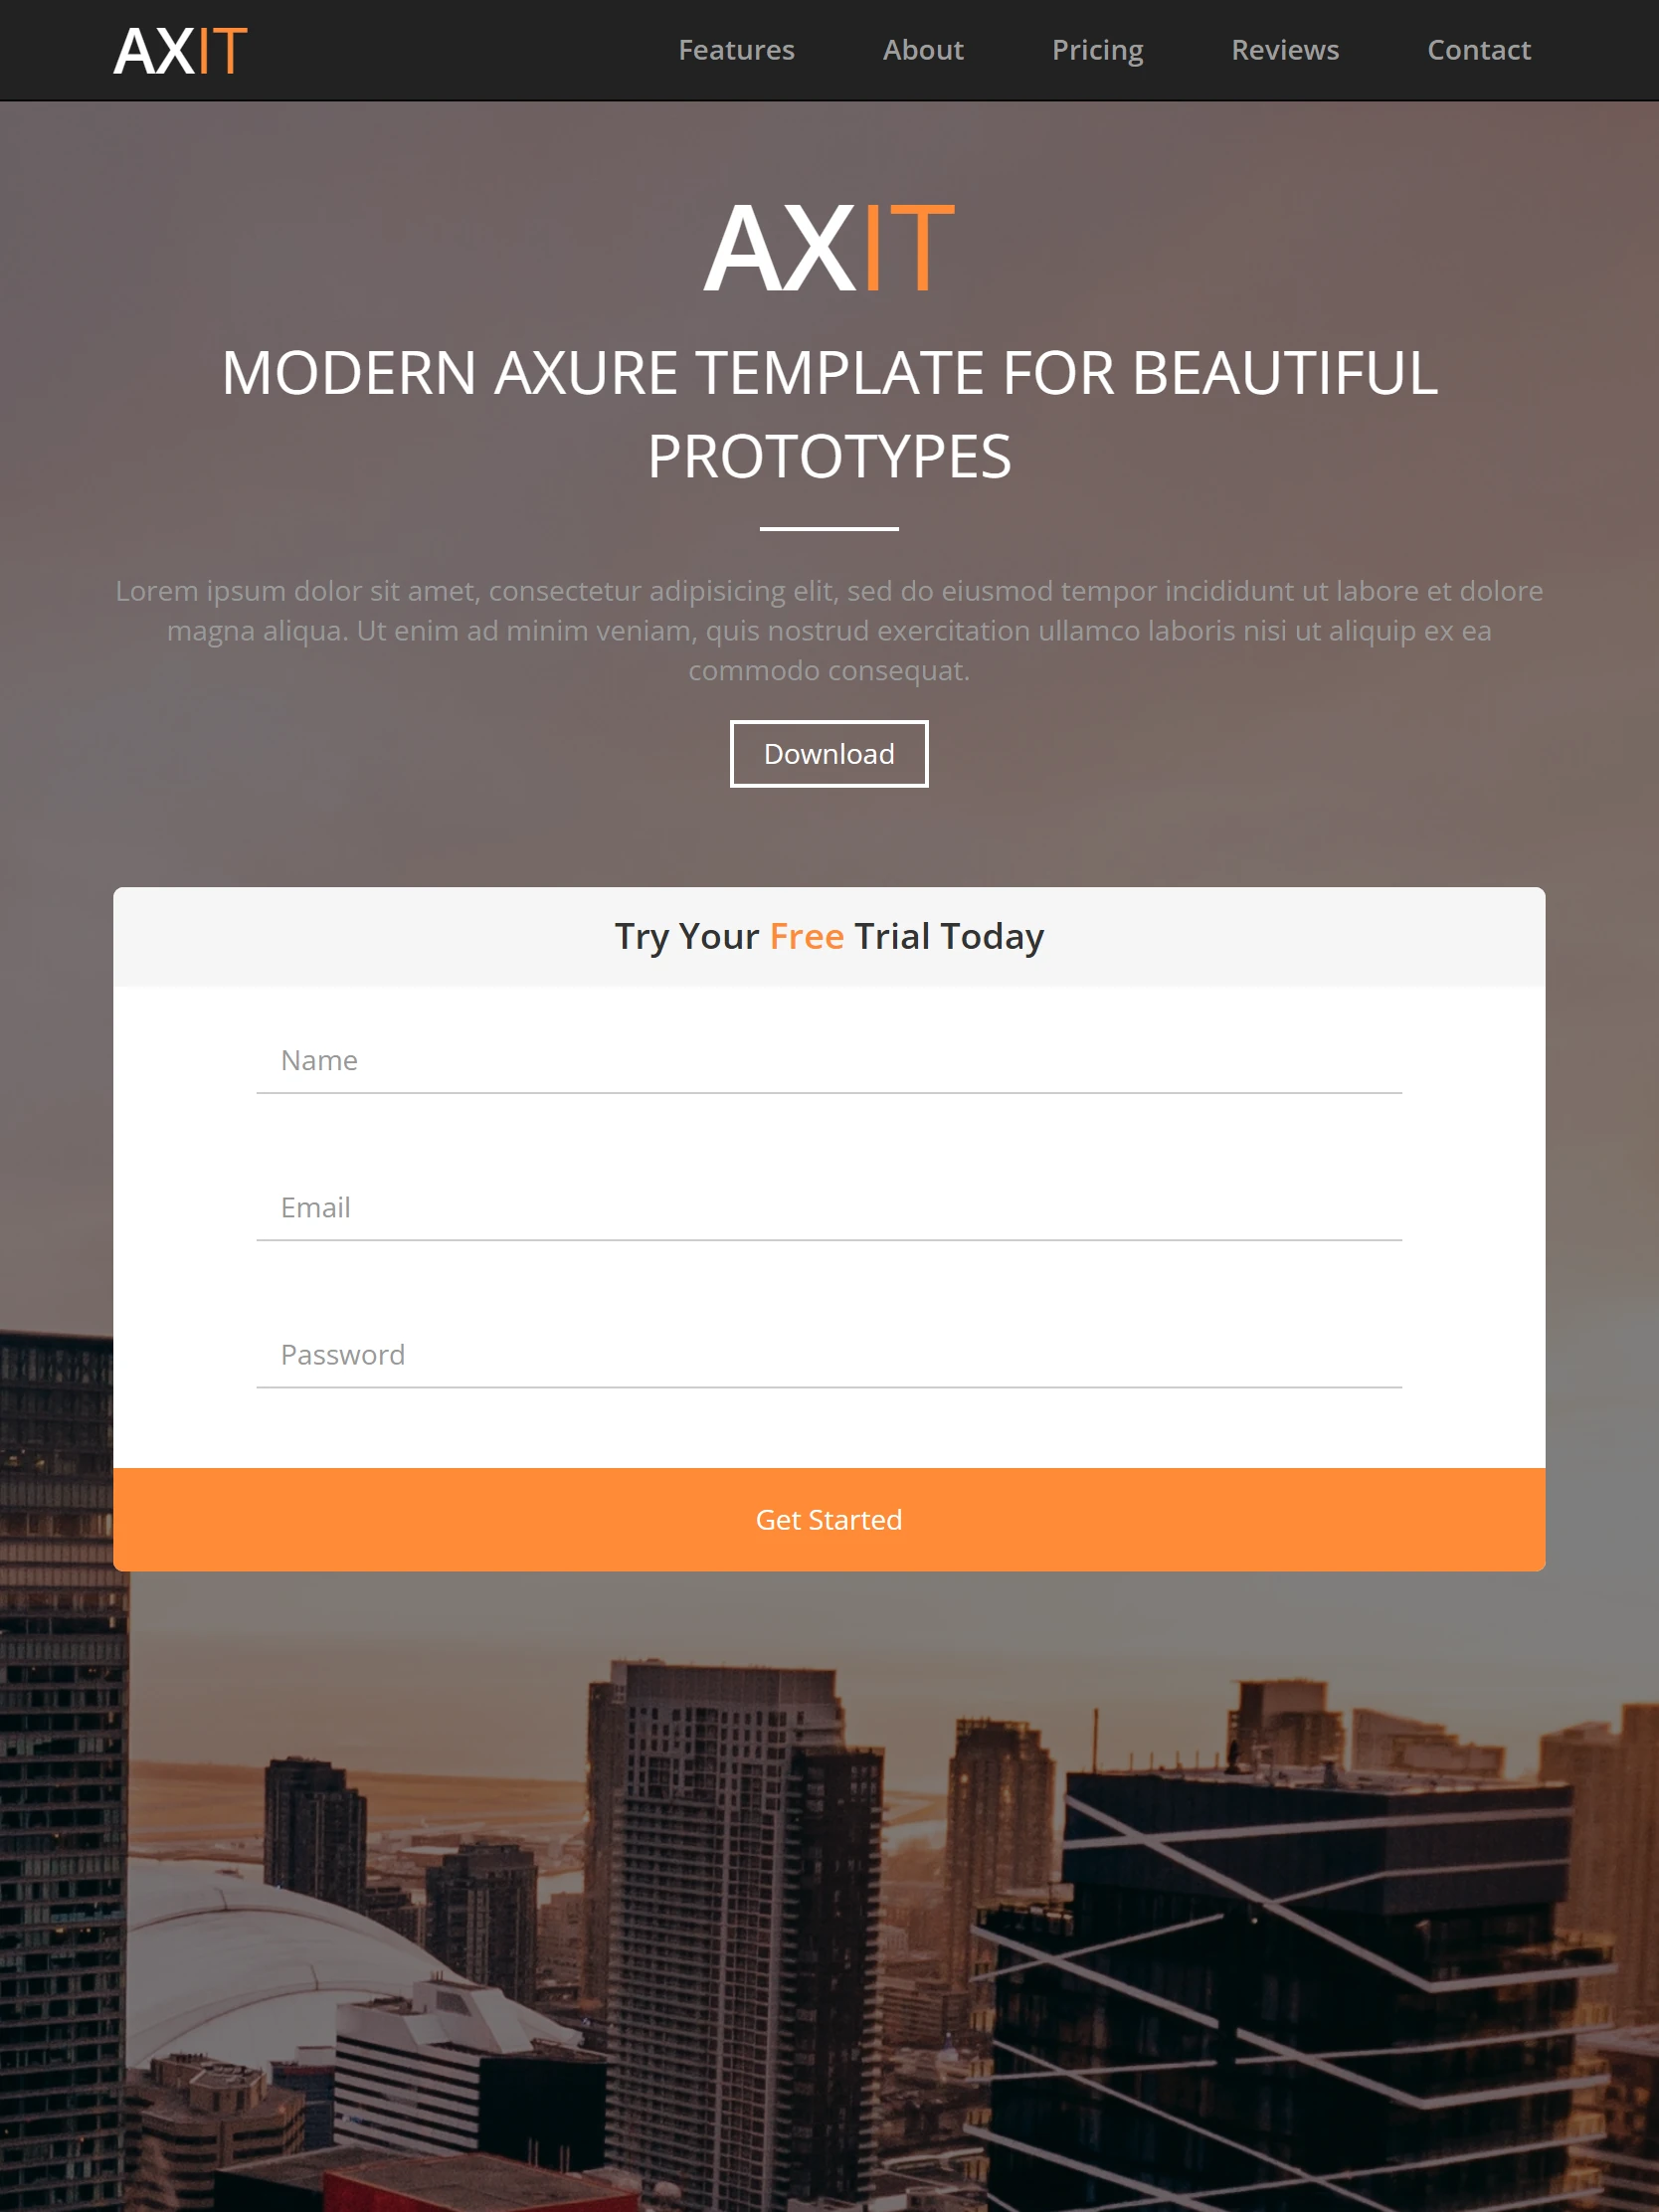 AXIT
Features About Pricing Reviews Contact
AXIT
MODERN AXURE TEMPLATE FOR BEAUTIFUL
PROTOTYPES
Lorem ipsum dolor sit amet, consectetur adipisicing elit, sed do eiusmod tempor incididunt ut labore et dolore
magna aliqua. Ut enim ad minim veniam, quis nostrud exercitation ullamco laboris nisi ut aliquip ex ea
commodo consequat.
Download
Try Your Free Trial Today
Name
Email
Password
Get Started